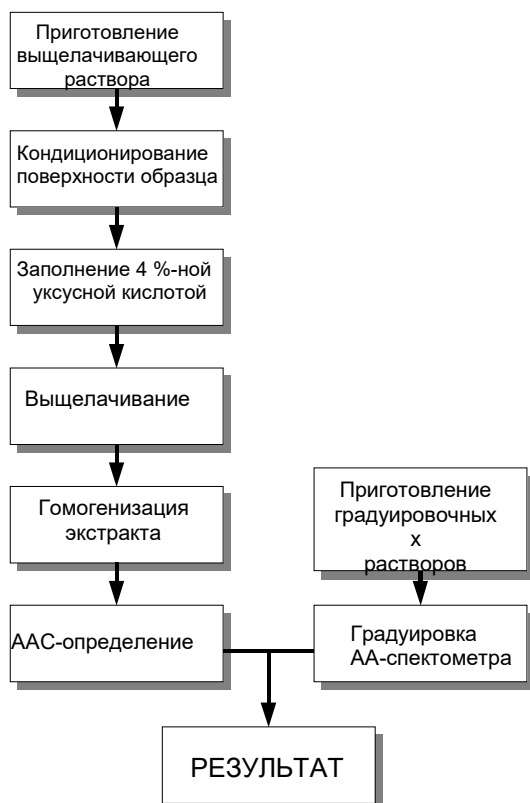 Приготовление
выщелачивающего
раствора
Кондиционирование
поверхности образца
Заполнение 4 %-ной
уксусной кислотой
Выщелачивание
Гомогенизация
экстракта
ААС-определение
Приготовление
градуировочных
х
растворов
Градуировка
АА-спектометра
РЕЗУЛЬТАТ